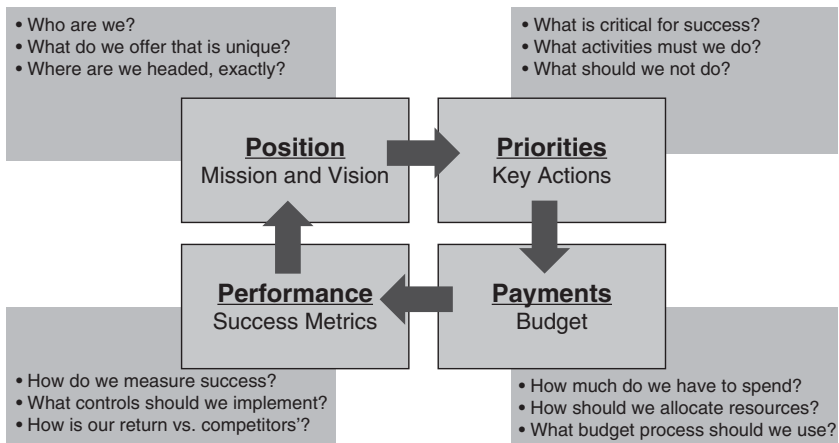 • Who are we?
• What do we offer that is unique?
• Where are we headed, exactly?
• What is critical for success?
• What activities must we do?
• What should we not do?
Position
Mission and Vision
Priorities
Key Actions
Performance
Success Metrics
Payments
Budget
• How do we measure success?
• What controls should we implement?
• How is our return vs. competitors’?
• How much do we have to spend?
• How should we allocate resources?
• What budget process should we use?